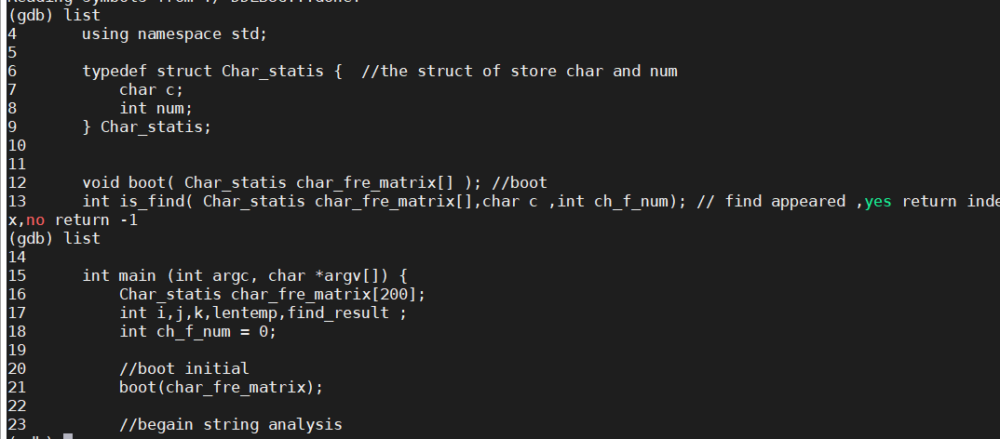 Reading symbols from ./
(gdb) list
4 using namespace std;
5
6 typedef struct Char_statis { //the struct of store char and num
7 char c;
8 int num;
9 } Char_statis;
10
11
12 void boot( Char_statis char_fre_matrix[] ); //boot
13 int is_find( Char_statis char_fre_matrix[],char c ,int ch_f_num); // find appeared ,yes return inde
x,no return -1
(gdb) list
14
15 int main (int argc, char *argv[]) {
16 Char_statis char_fre_matrix[200];
17 int i,j,k,lentemp,find_result ;
18 int ch_f_num = 0;
19
20 //boot initial
21 boot(char_fre_matrix);
22
23 //begain string analysis
(gdb)